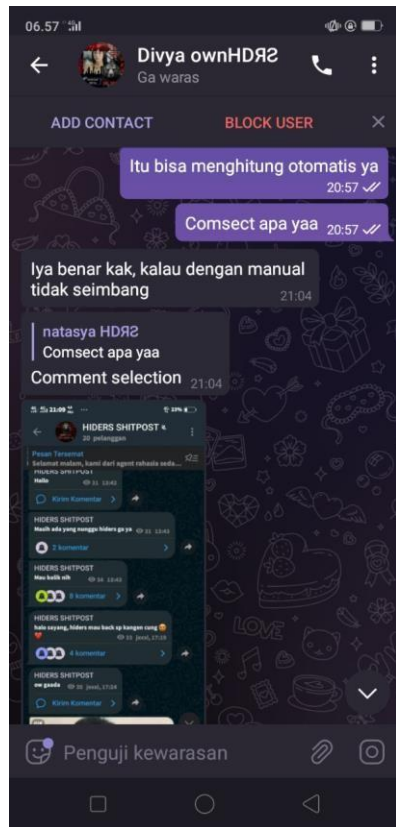 06.57
Divya ownHDЯƧ
Ga waras
ADD CONTACT
BLOCK USER
Itu bisa menghitung otomatis ya
20:57
Comsect apa yaa 20:57
Iya benar kak, kalau dengan manual
tidak seimbang
21:04
natasya HDЯƧ
Comsect apa yaa
Comment selection 21:04
HIDERS SHITPOST
20 pelanggan
Pesan Tersemat
Selamat malam, kami dari agent rahasia seda...
HIDERS SHITPOST
Hallo
Kirim Komentar
HIDERS SHITPOST
Masih ada yang nunggu hiders ga ya
2 komentar
HIDERS SHITPOST
Mau balik nih
8 komentar
HIDERS SHITPOST
halo sayang, hiders mau back sp kangen cung
4 komentar
HIDERS SHITPOST
ow gaada
Kirim Komentar
LOVE
Penguji kewarasan